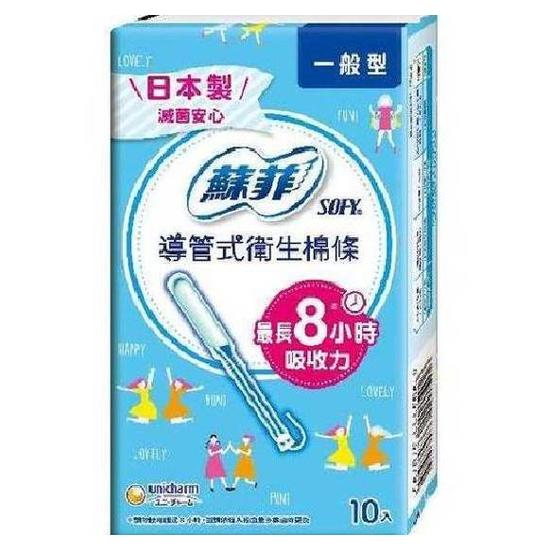 LOVELY
一般型
日本製
滅菌安心
FUMI
蘇菲
SOFY
導管式衛生棉條
最長8小時
吸收力
HAPPY
LOVELY
LOVELY
FUMI
unicharm
ユニ・チャーム
10入